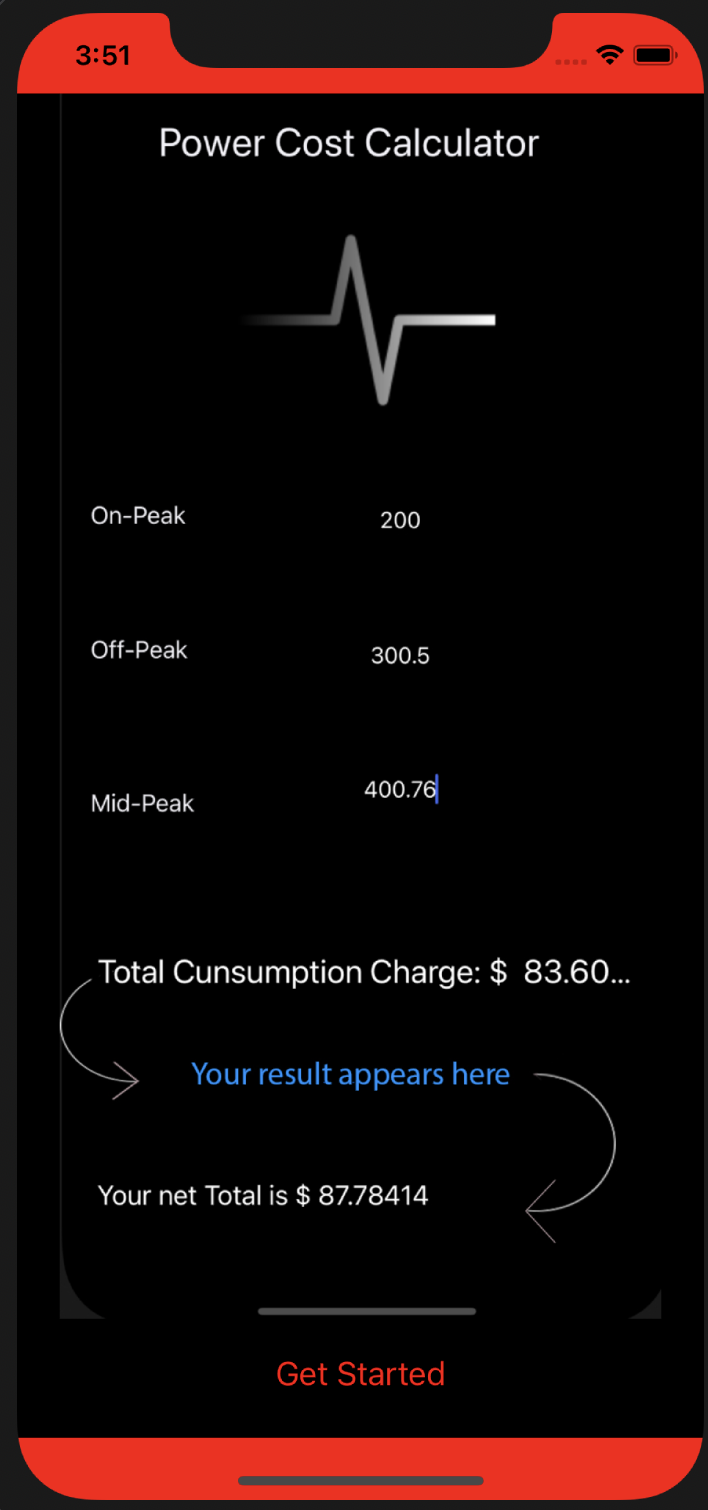 3:51
Power Cost Calculator
On-Peak
200
Off-Peak
300.5
400.76
Mid-Peak
Total Cunsumption Charge: $ 83.60...
Your result appears here
Your net Total is $ 87.78414
Get Started